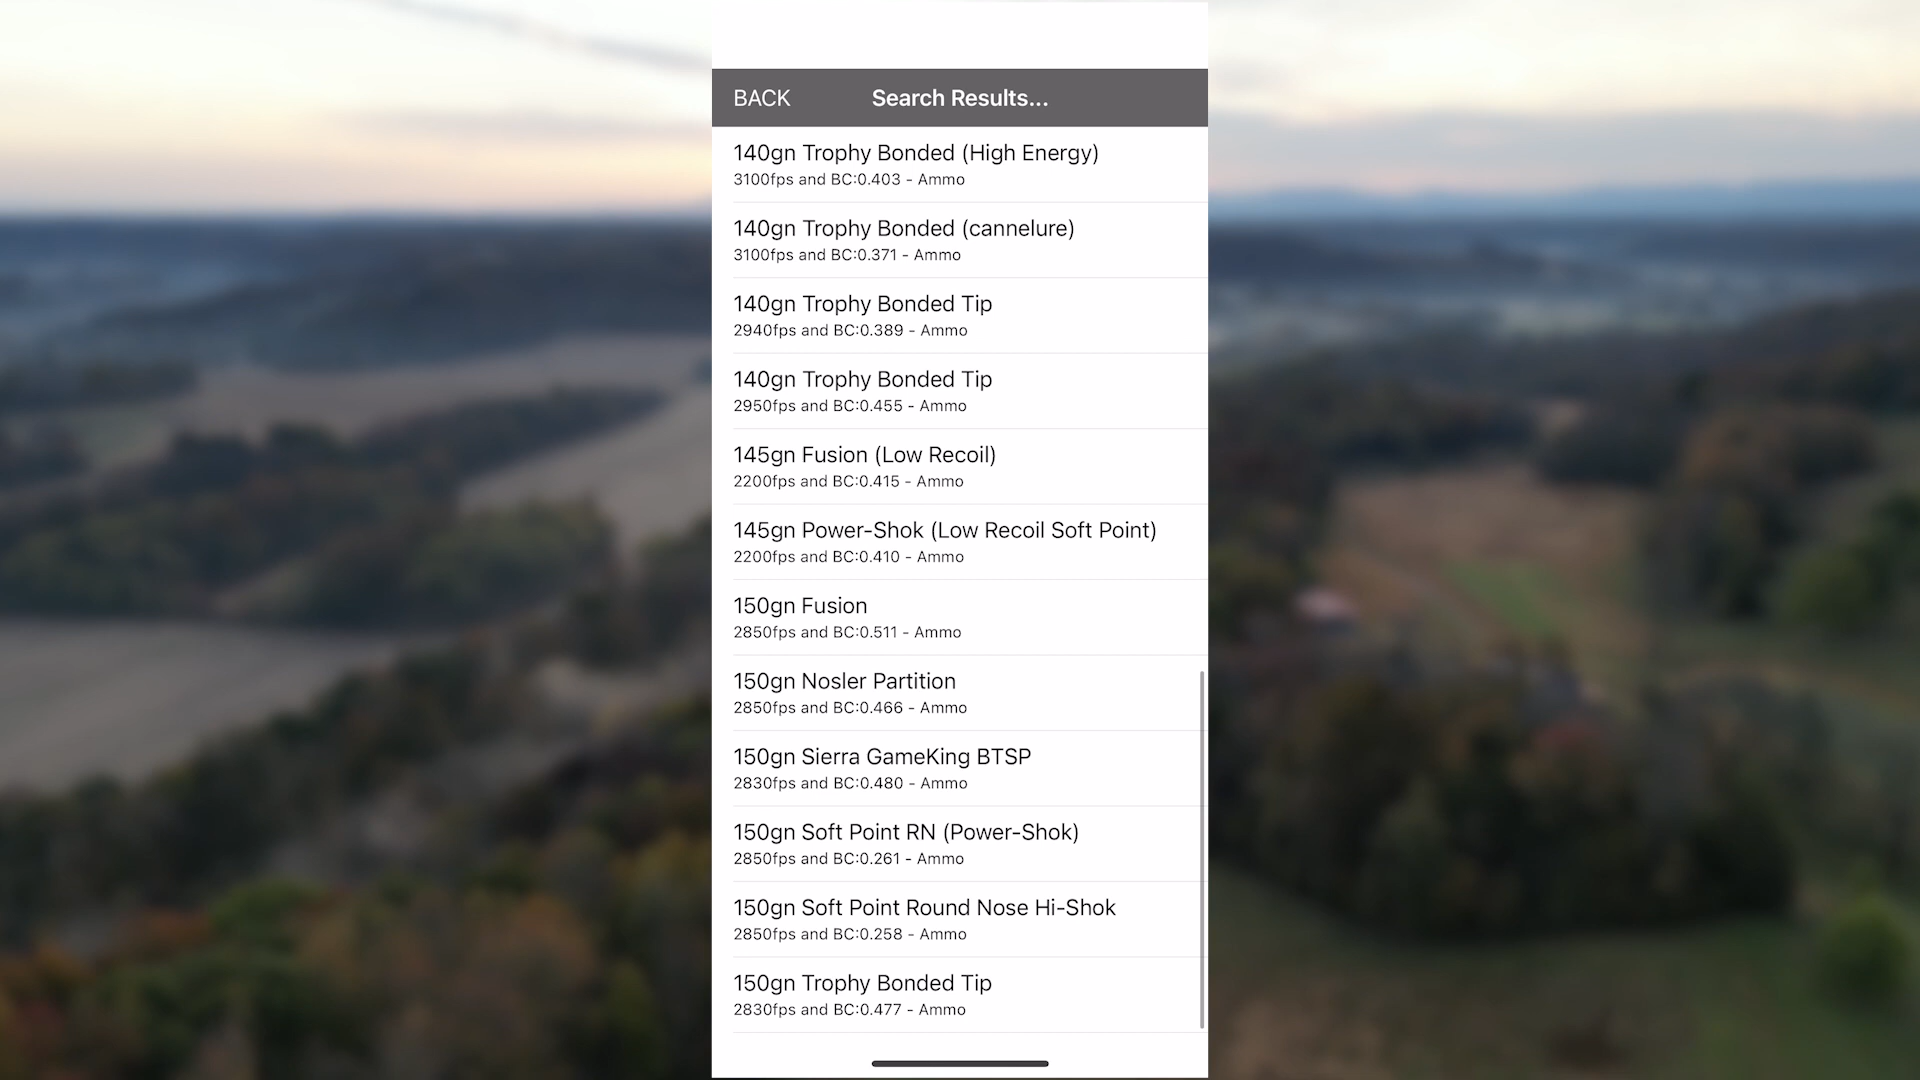 BACK
Search Results...
140gn Trophy Bonded (High Energy)
3100fps and BC:0.403 - Ammo
140gn Trophy Bonded (cannelure)
3100fps and BC:0.371 - Ammo
140gn Trophy Bonded Tip
2940fps and BC:0.389 - Ammo
140gn Trophy Bonded Tip
2950fps and BC:0.455 - Ammo
145gn Fusion (Low Recoil)
2200fps and BC:0.415 - Ammo
145gn Power-Shok (Low Recoil Soft Point)
2200fps and BC:0.410 - Ammo
150gn Fusion
2850fps and BC:0.511 - Ammo
150gn Nosler Partition
2850fps and BC:0.466 - Ammo
150gn Sierra GameKing BTSP
2830fps and BC:0.480 - Ammo
150gn Soft Point RN (Power-Shok)
2850fps and BC:0.261 - Ammo
150gn Soft Point Round Nose Hi-Shok
2850fps and BC:0.258 - Ammo
150gn Trophy Bonded Tip
2830fps and BC:0.477 - Ammo